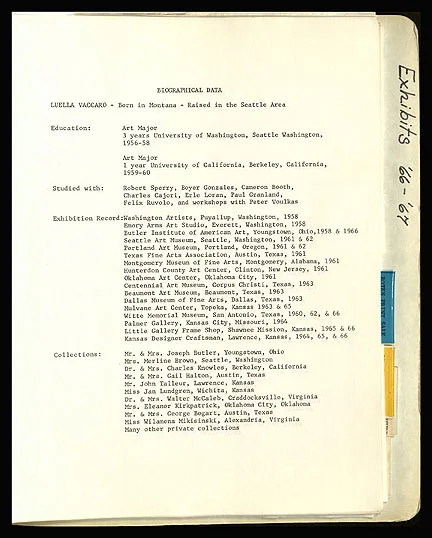 BIOGRAPHICAL DATA
LUELLA VACCARO - Born in Montana - Raised in the Seattle Area
Education: Art Major
3 years University of Washington, Seattle Washington,
1956-58
Art Major
1 year University of California, Berkeley, California,
1959-60
Studied with: Robert Sperry, Boyer Gonzales, Cameron Booth,
Charles Cajori, Erle Loran, Paul Granland,
Felix Ruvolo, and workshops with Peter Voulkas
Exhibition Record:Washington Artists, Puyallup, Washington, 1958
Emory Arms Art Studio, Everett, Washington, 1958
Butler Institute of American Art, Youngstown, Ohio,1958 & 1966
Seattle Art Museum, Seattle, Washington, 1961 & 62
Portland Art Museum, Portland, Oregon, 1961 & 62
Texas Fine Arts Association, Austin, Texas, 1961
Montgomery Museum of Fine Arts, Montgomery, Alabama, 1961
Hunterdon County Art Center, Clinton, New Jersey, 1961
Oklahoma Art Center, Oklahoma City, 1961
Centennial Art Museum, Corpus Christi, Texas, 1963
Beaumont Art Museum, Beaumont, Texas, 1963
Dallas Museum of Fine Arts, Dallas, Texas, 1963
Mulvane Art Center, Topeka, Kansas 1963 & 65
Witte Memorial Museum, San Antonio, Texas, 1960, 62, & 66
Palmer Gallery, Kansas City, Missouri, 1964
Little Gallery Frame Shop, Shawnee Mission, Kansas, 1965 & 66
Kansas Designer Craftsman, Lawrence, Kansas, 1964, 65, & 66
Collections: Mr. & Mrs. Joseph Butler, Youngstown, Ohio
Mrs. Merline Brown, Seattle, Washington
Dr. & Mrs. Charles Knowles, Berkeley, California
Mr. & Mrs. Gail Halton, Austin, Texas
Mr. John Talleur, Lawrence, Kansas
Miss Jan Lundgren, Wichita, Kansas
Dr. & Mrs. Walter McCaleb, Craddocksville, Virginia
Mrs. Eleanor Kirkpatrick, Oklahoma City, Oklahoma
Mr. & Mrs. George Bogart, Austin, Texas
Miss Wilamena Mikisinski, Alexandria, Virginia
Many other private collections
Exhibits '66-'67